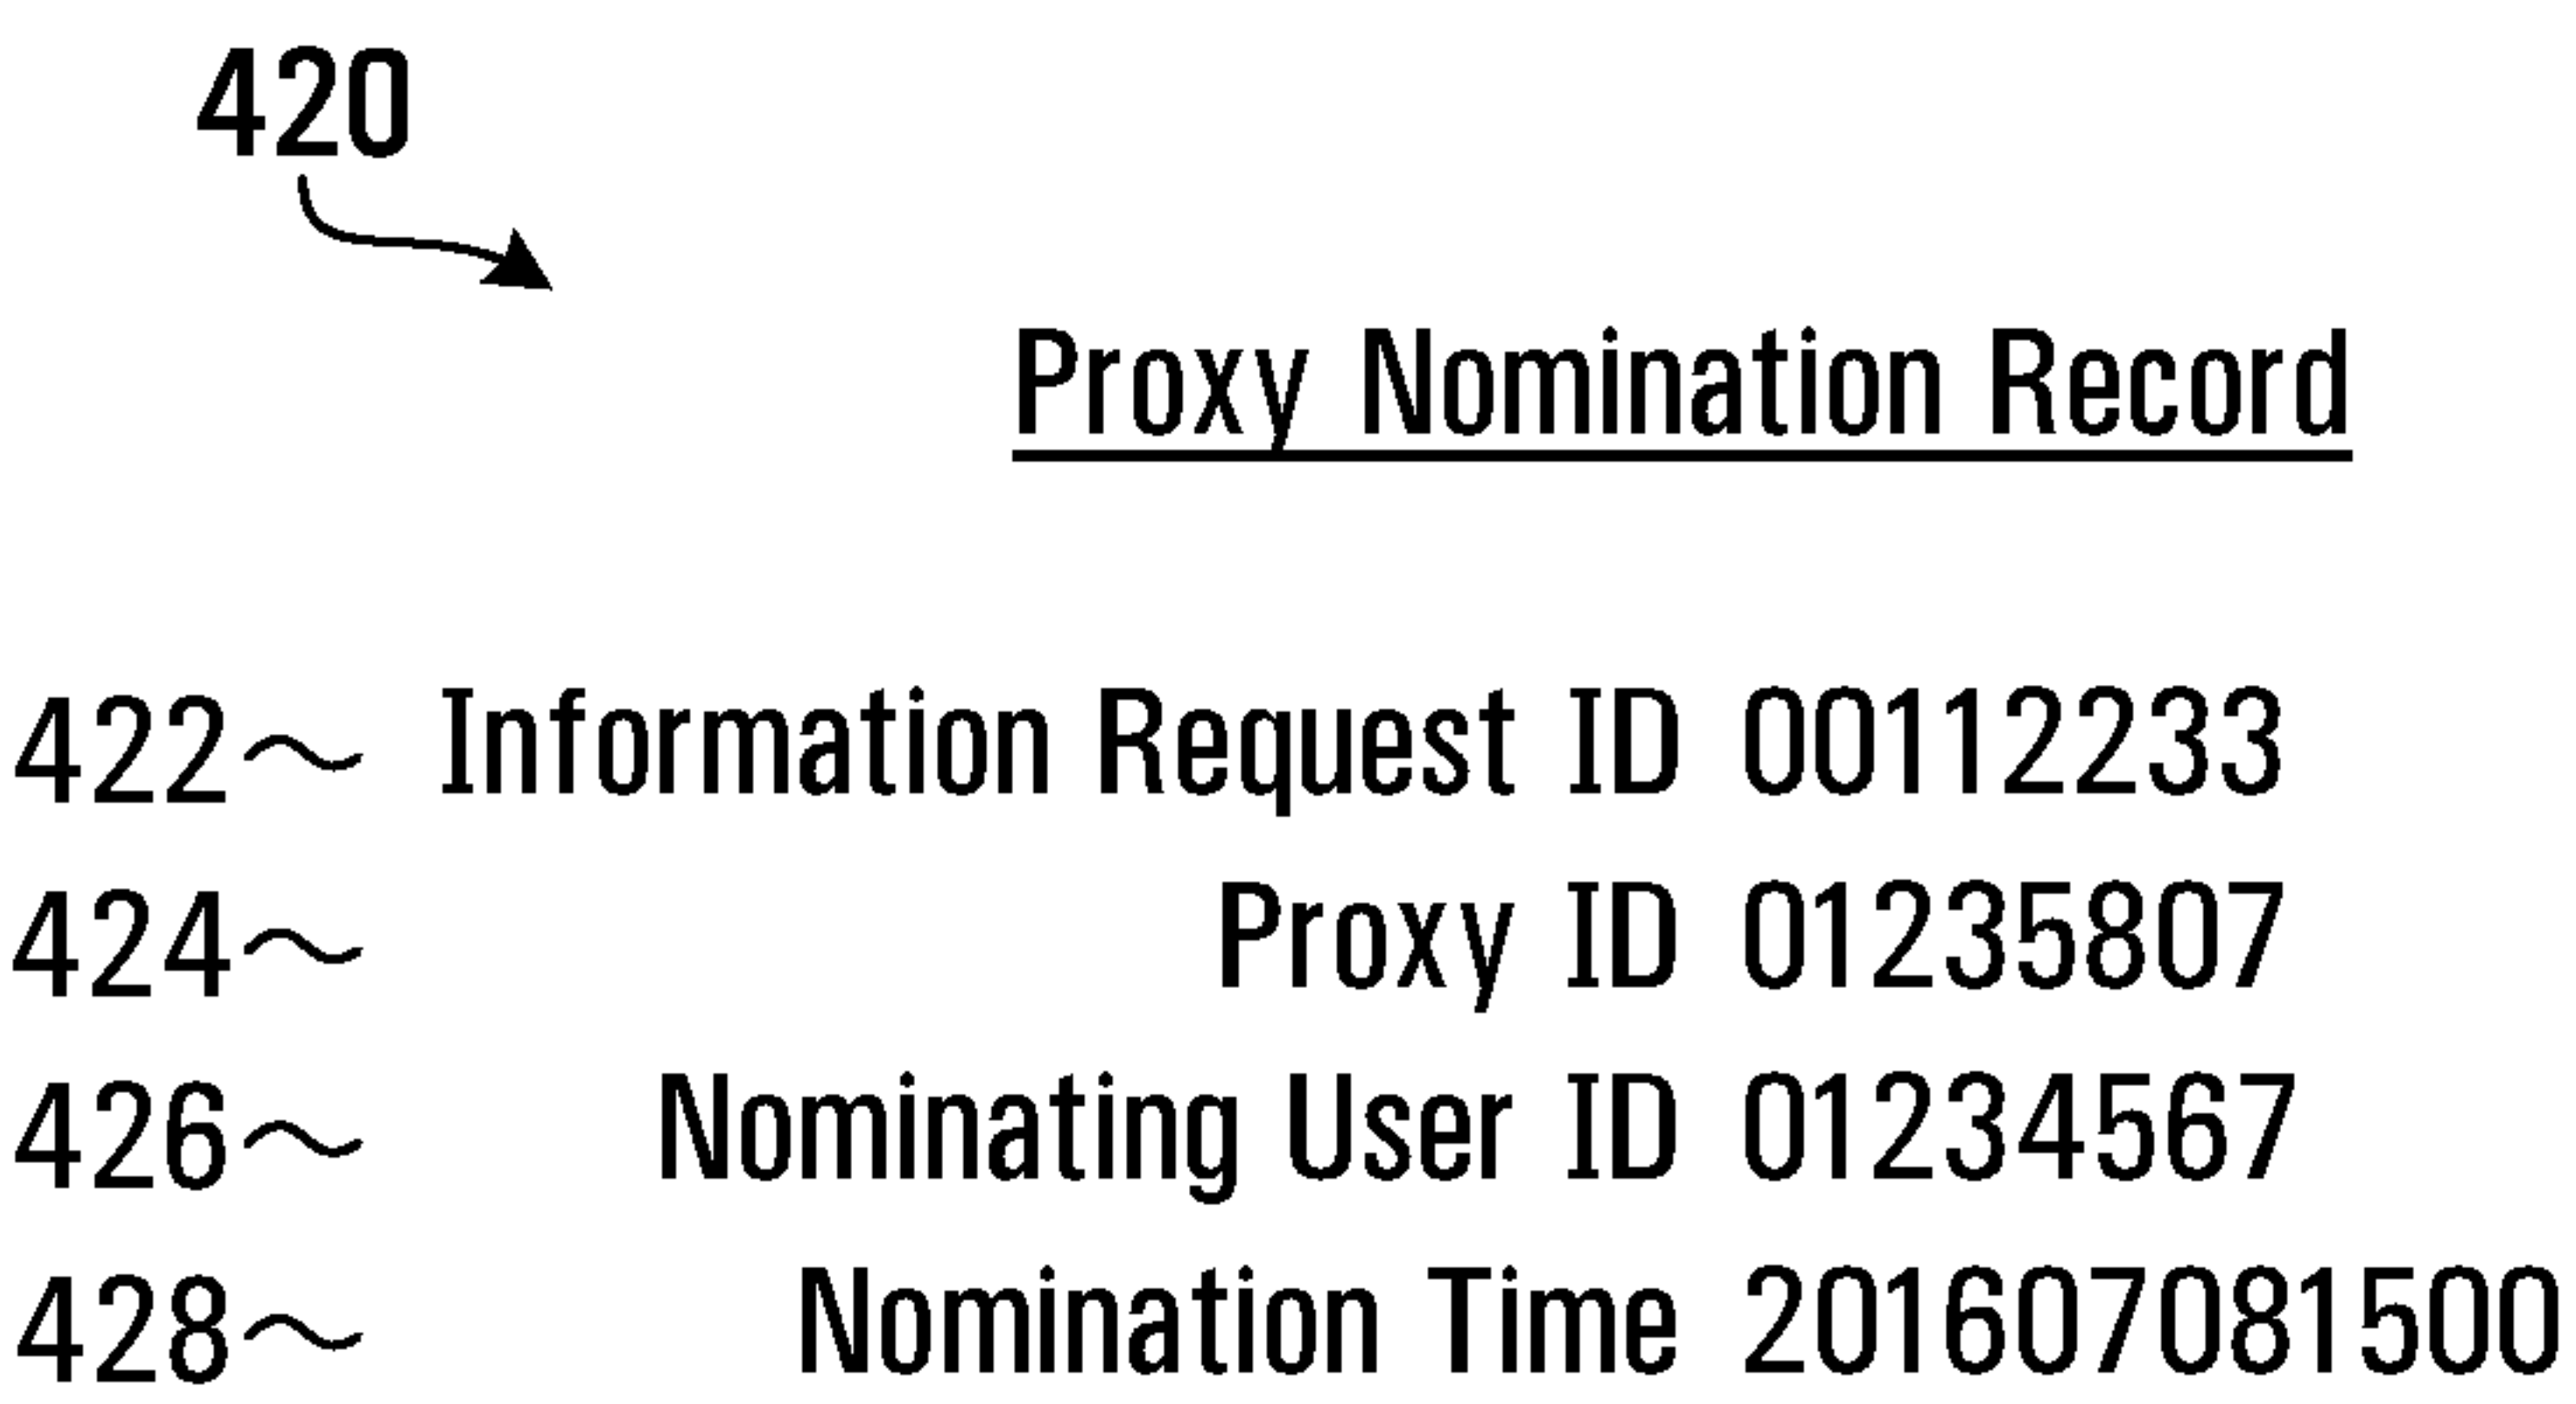 420
Proxy Nomination Record
422 Information Request ID 00112233
424 Proxy ID 01235807
426 Nominating User ID 01234567
428 Nomination Time 201607081500